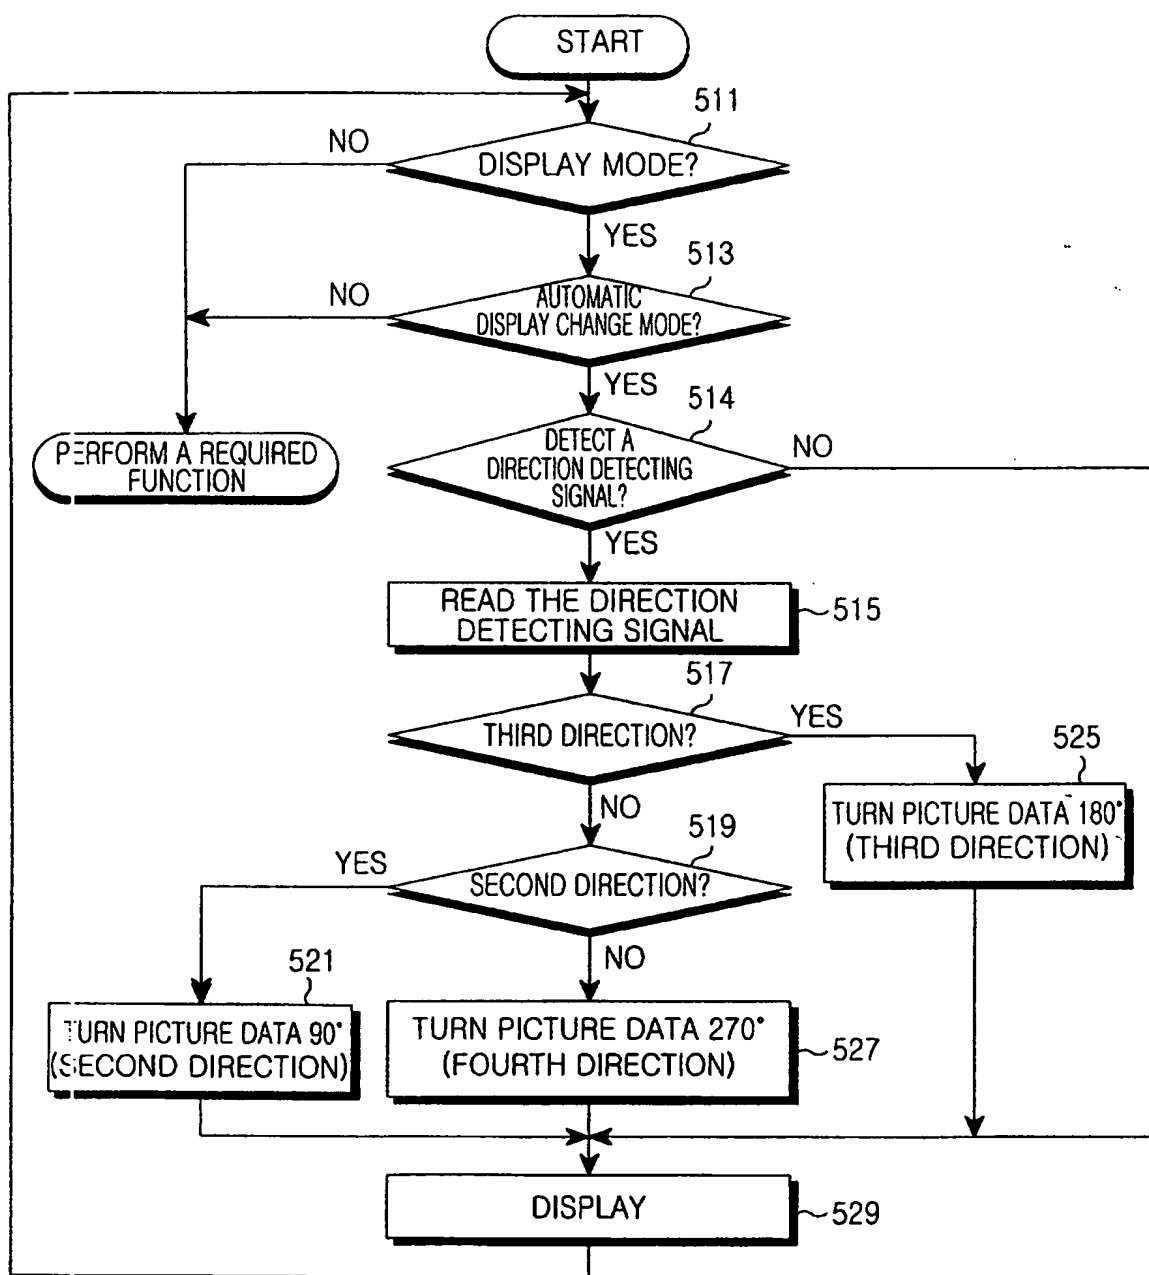 START
511
NO
DISPLAY MODE?
YES
513
NO
AUTOMATIC
DISPLAY CHANGE MODE?
YES
514
DETECT A
DIRECTION DETECTING
SIGNAL?
NO
PERFORM A REQUIRED
FUNCTION
YES
READ THE DIRECTION
DETECTING SIGNAL
515
517
THIRD DIRECTION?
YES
525
TURN PICTURE DATA 180°
(THIRD DIRECTION)
NO
519
YES
SECOND DIRECTION?
NO
521
TURN PICTURE DATA 90°
(SECOND DIRECTION)
TURN PICTURE DATA 270°
(FOURTH DIRECTION)
527
DISPLAY
529